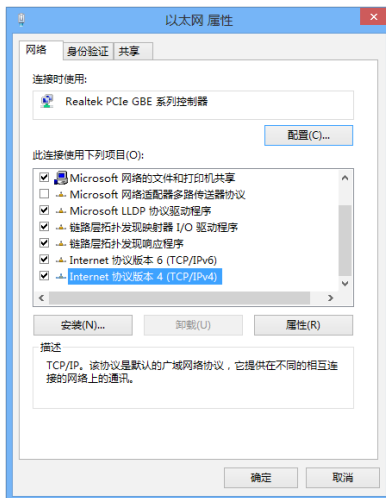 以太网 属性
网络 身份验证 共享
连接时使用:
Realtek PCIe GBE 系列控制器
配置(C)...
此连接使用下列项目(O):
Microsoft 网络的文件和打印机共享
Microsoft 网络适配器多路传送器协议
Microsoft LLDP 协议驱动程序
链路层拓扑发现映射器 I/O 驱动程序
链路层拓扑发现响应程序
Internet 协议版本 6 (TCP/IPv6)
Internet 协议版本 4 (TCP/IPv4)
安装(N)... 卸载(U) 属性(R)
描述
TCP/IP。该协议是默认的广域网络协议，它提供在不同的相互连
接的网络上的通讯。
确定 取消